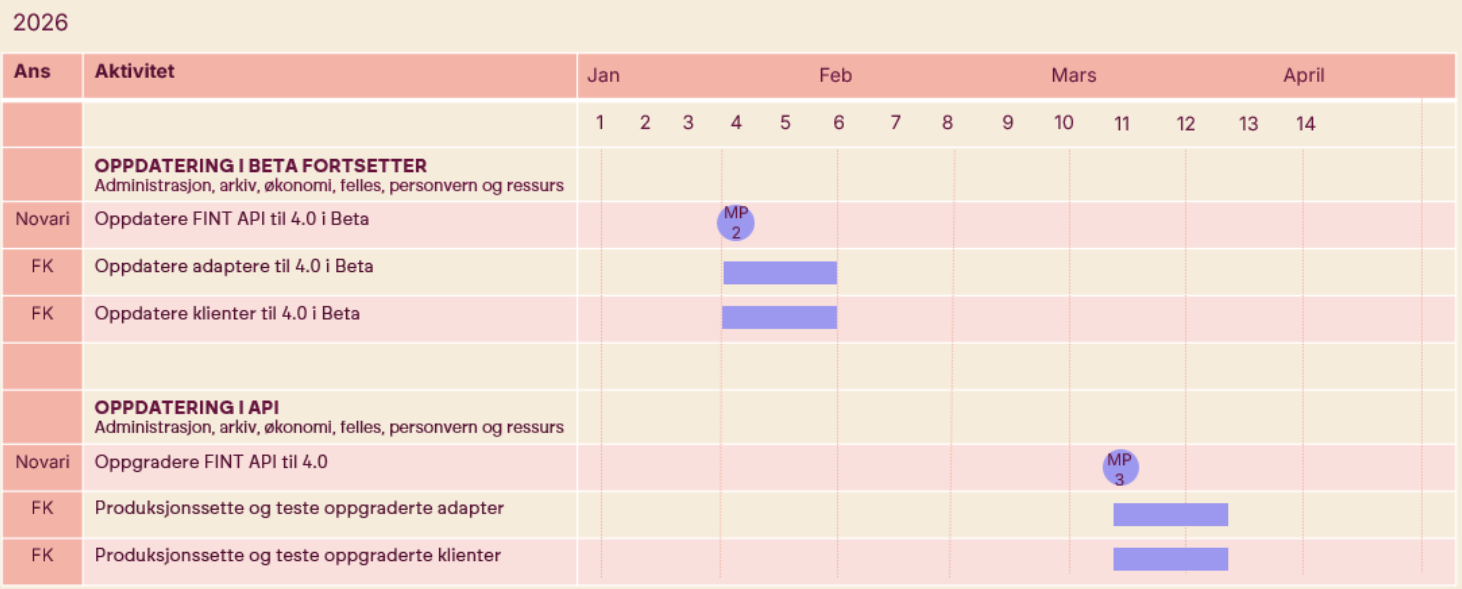 2026
Ans Aktivitet Jan Feb Mars April
1 2 3 4 5 6 7 8 9 10 11 12 13 14
OPPDATERING I BETA FORTSETTER
Administrasjon, arkiv, økonomi, felles, personvern og ressurs
Novari Oppdatere FINT API til 4.0 i Beta MP
2
FK Oppdatere adaptere til 4.0 i Beta
FK Oppdatere klienter til 4.0 i Beta
OPPDATERING I API
Administrasjon, arkiv, økonomi, felles, personvern og ressurs
Novari Oppgradere FINT API til 4.0 MP
3
FK Produksjonssette og teste oppgraderte adapter
FK Produksjonssette og teste oppgraderte klienter